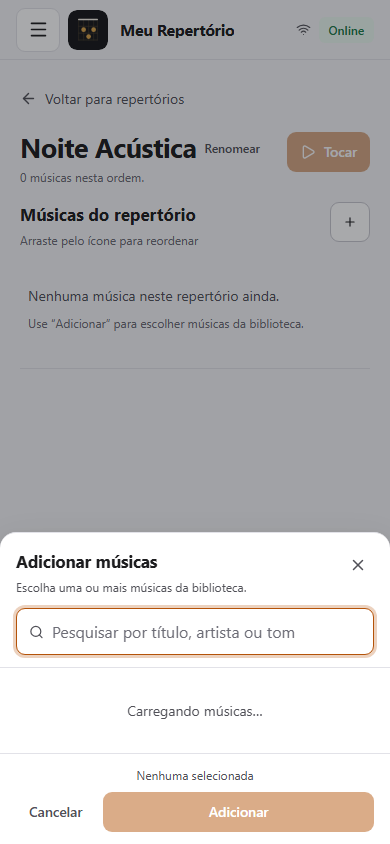 Meu Repertório
Online
Voltar para repertórios
Noite Acústica Renomear
Tocar
0 músicas nesta ordem.
Músicas do repertório
Arraste pelo ícone para reordenar
Nenhuma música neste repertório ainda.
Use “Adicionar” para escolher músicas da biblioteca.
Adicionar músicas
Escolha uma ou mais músicas da biblioteca.
Pesquisar por título, artista ou tom
Carregando músicas...
Nenhuma selecionada
Cancelar
Adicionar